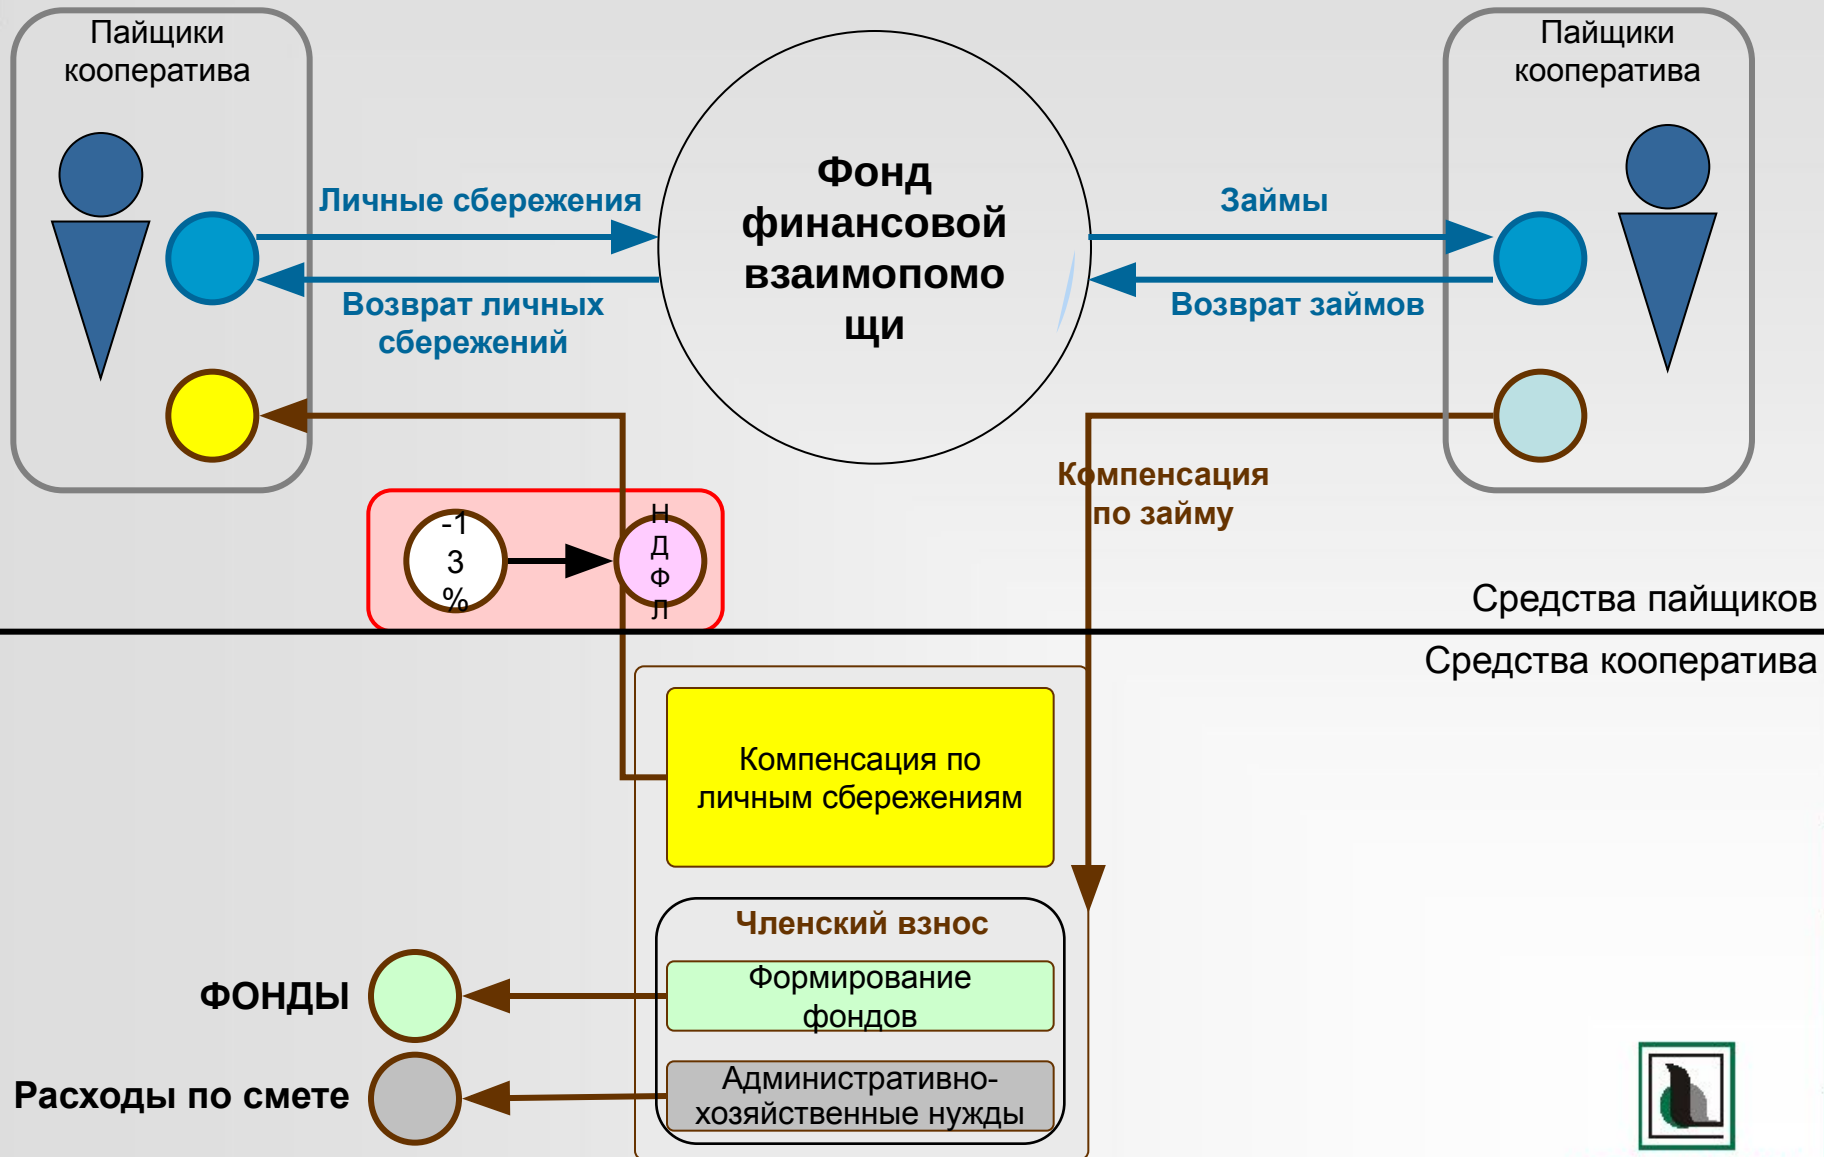 Пайщики
кооператива
Пайщики
кооператива
Фонд
финансовой
взаимопомо
щи
Личные сбережения
Займы
Возврат личных
сбережений
Возврат займов
Компенсация
по займу
-1
3
%
Н
Д
Ф
Л
Средства пайщиков
Средства кооператива
Компенсация по
личным сбережениям
Членский взнос
ФОНДЫ
Формирование
фондов
Расходы по смете
Административно-
хозяйственные нужды